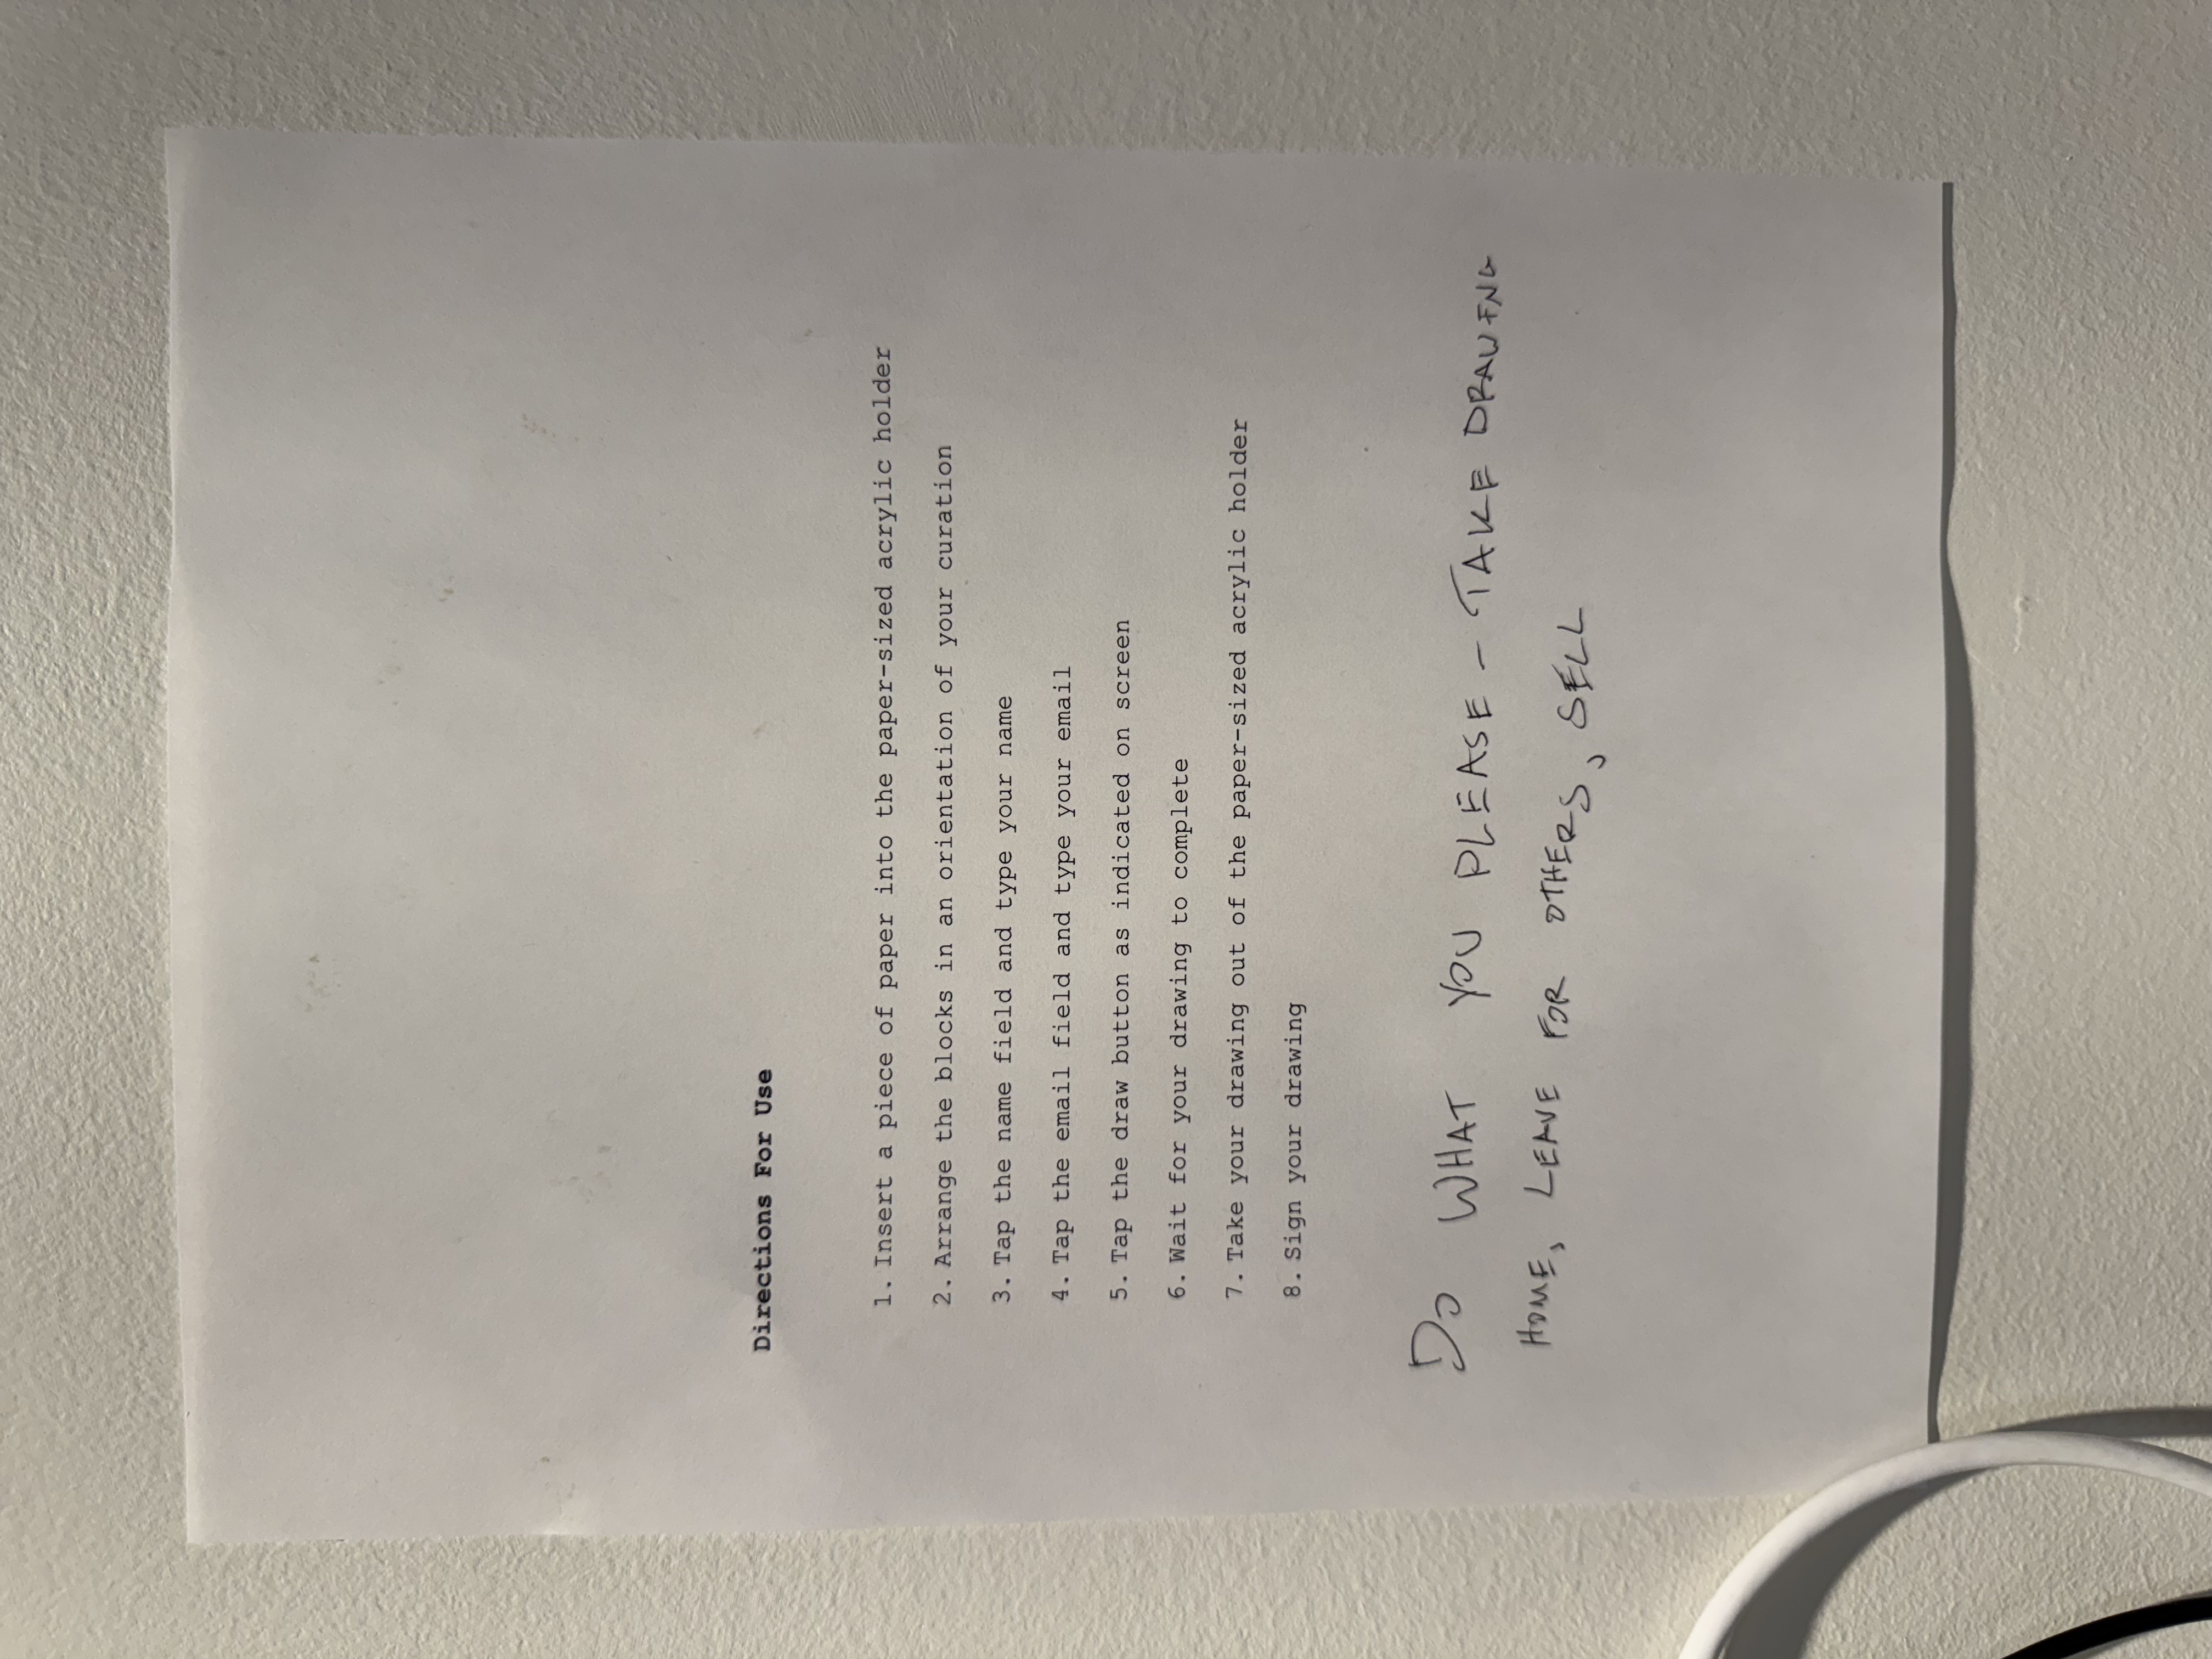 Directions For Use
1. Insert a piece of paper into the paper-sized acrylic holder
2. Arrange the blocks in an orientation of your curation
3. Tap the name field and type your name
4. Tap the email field and type your email
5. Tap the draw button as indicated on screen
6. Wait for your drawing to complete
7. Take your drawing out of the paper-sized acrylic holder
8. Sign your drawing
DO WHAT YOU PLEASE – TAKE DRAWING
HOME, LEAVE FOR OTHERS, SELL